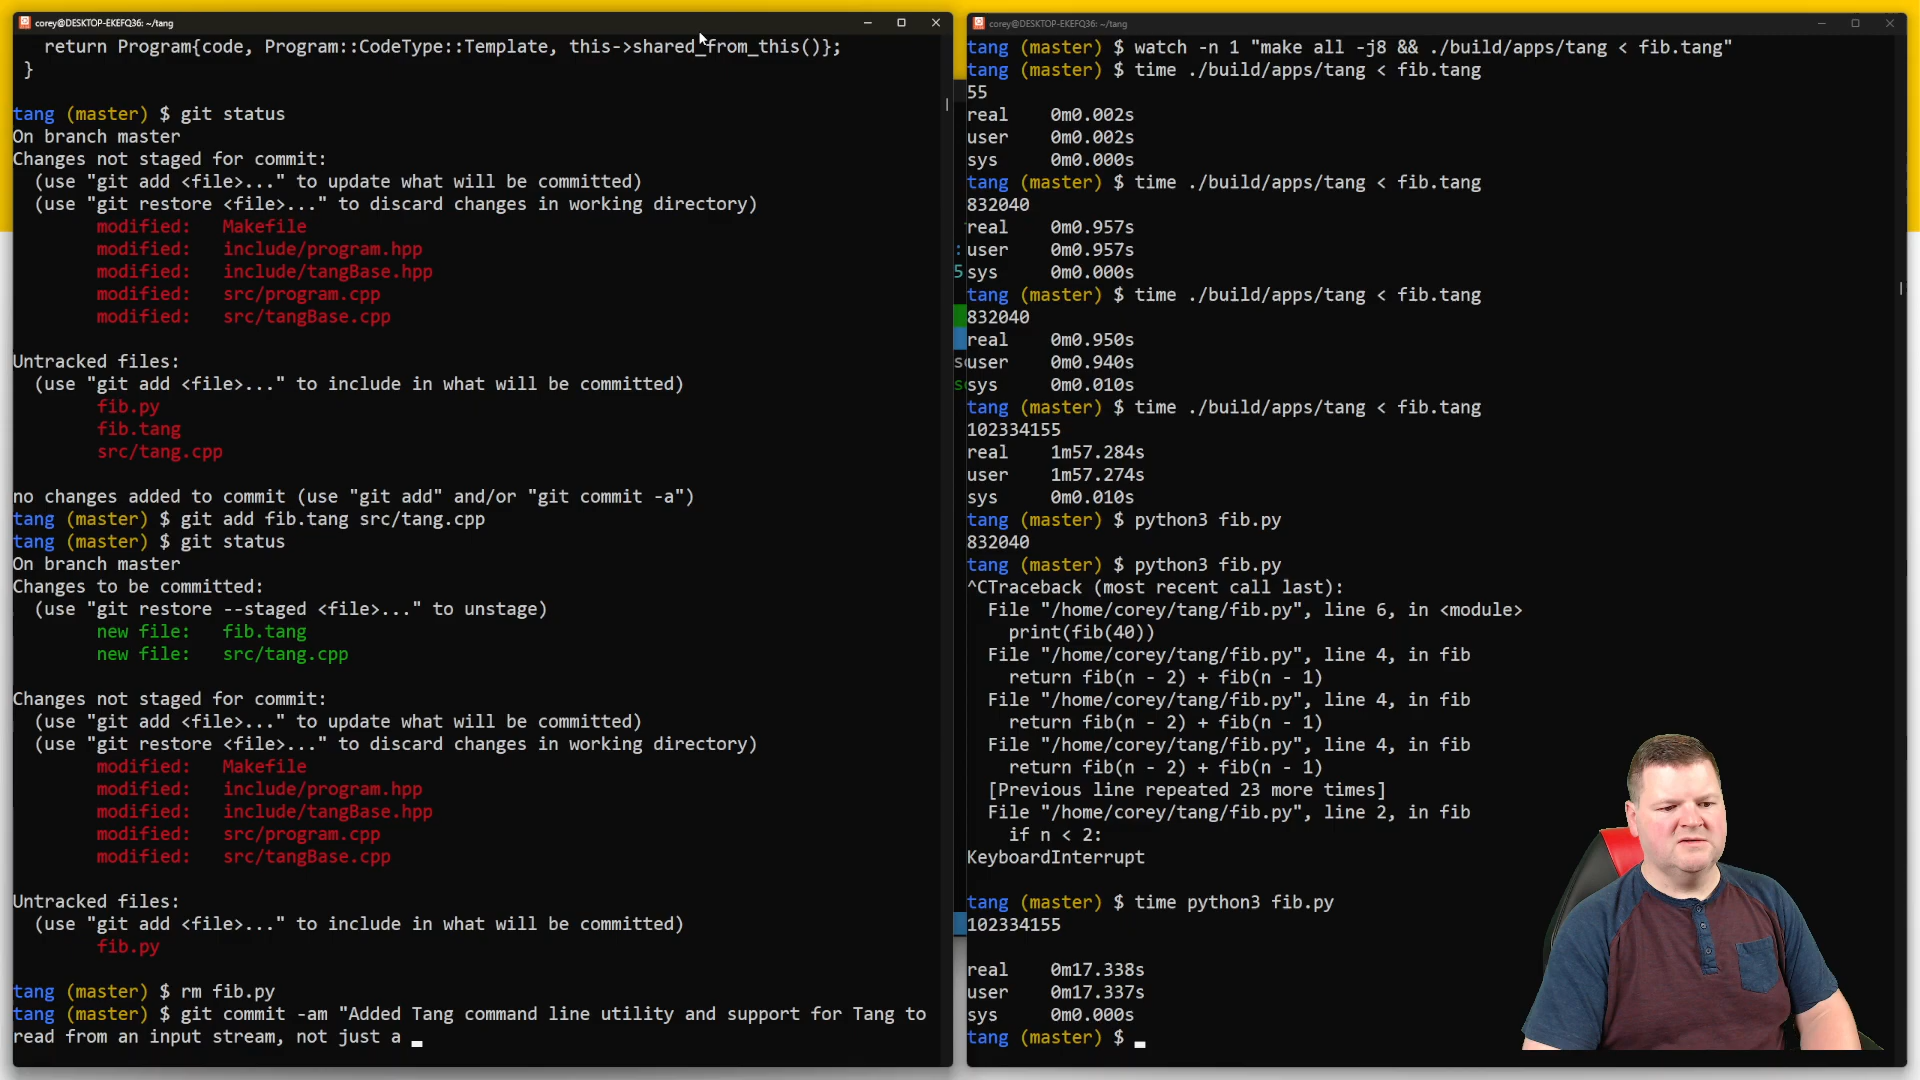 corey@DESKTOP-EKEFQ36: ~/tang
return Program{code, Program::CodeType::Template, this->shared_from_this()};
}
tang (master) $ git status
On branch master
Changes not staged for commit:
(use "git add <file>..." to update what will be committed)
(use "git restore <file>..." to discard changes in working directory)
modified: Makefile
modified: include/program.hpp
modified: include/tangBase.hpp
modified: src/program.cpp
modified: src/tangBase.cpp
Untracked files:
(use "git add <file>..." to include in what will be committed)
fib.py
fib.tang
src/tang.cpp
no changes added to commit (use "git add" and/or "git commit -a")
tang (master) $ git add fib.tang src/tang.cpp
tang (master) $ git status
On branch master
Changes to be committed:
(use "git restore --staged <file>..." to unstage)
new file: fib.tang
new file: src/tang.cpp
Changes not staged for commit:
(use "git add <file>..." to update what will be committed)
(use "git restore <file>..." to discard changes in working directory)
modified: Makefile
modified: include/program.hpp
modified: include/tangBase.hpp
modified: src/program.cpp
modified: src/tangBase.cpp
Untracked files:
(use "git add <file>..." to include in what will be committed)
fib.py
tang (master) $ rm fib.py
tang (master) $ git commit -am "Added Tang command line utility and support for Tang to
read from an input stream, not just a _
corey@DESKTOP-EKEFQ36: ~/tang
tang (master) $ watch -n 1 "make all -j8 && ./build/apps/tang < fib.tang"
tang (master) $ time ./build/apps/tang < fib.tang
55
real 0m0.002s
user 0m0.002s
sys 0m0.000s
tang (master) $ time ./build/apps/tang < fib.tang
832040
real 0m0.957s
user 0m0.957s
sys 0m0.000s
tang (master) $ time ./build/apps/tang < fib.tang
832040
real 0m0.950s
user 0m0.940s
sys 0m0.010s
tang (master) $ time ./build/apps/tang < fib.tang
102334155
real 1m57.284s
user 1m57.274s
sys 0m0.010s
tang (master) $ python3 fib.py
832040
tang (master) $ python3 fib.py
^CTraceback (most recent call last):
File "/home/corey/tang/fib.py", line 6, in <module>
print(fib(40))
File "/home/corey/tang/fib.py", line 4, in fib
return fib(n - 2) + fib(n - 1)
File "/home/corey/tang/fib.py", line 4, in fib
return fib(n - 2) + fib(n - 1)
File "/home/corey/tang/fib.py", line 4, in fib
return fib(n - 2) + fib(n - 1)
[Previous line repeated 23 more times]
File "/home/corey/tang/fib.py", line 2, in fib
if n < 2:
KeyboardInterrupt
tang (master) $ time python3 fib.py
102334155
real 0m17.338s
user 0m17.337s
sys 0m0.000s
tang (master) $ _